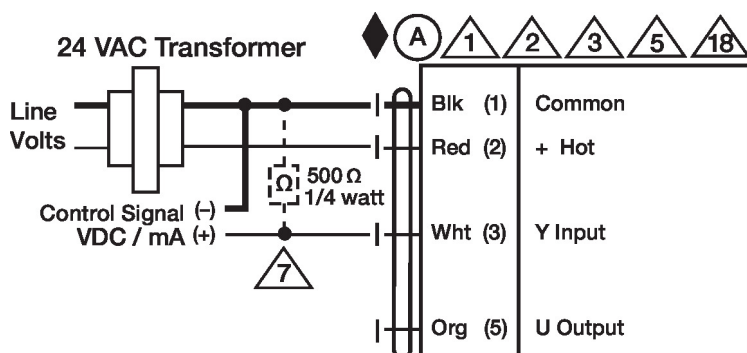 24 VAC Transformer
A 1 2 3 5 18
Line
Volts
Blk (1) Common
Red (2) + Hot
Ω 500 Ω
1/4 watt
Control Signal (–)
VDC / mA (+)
Wht (3) Y Input
7
Org (5) U Output